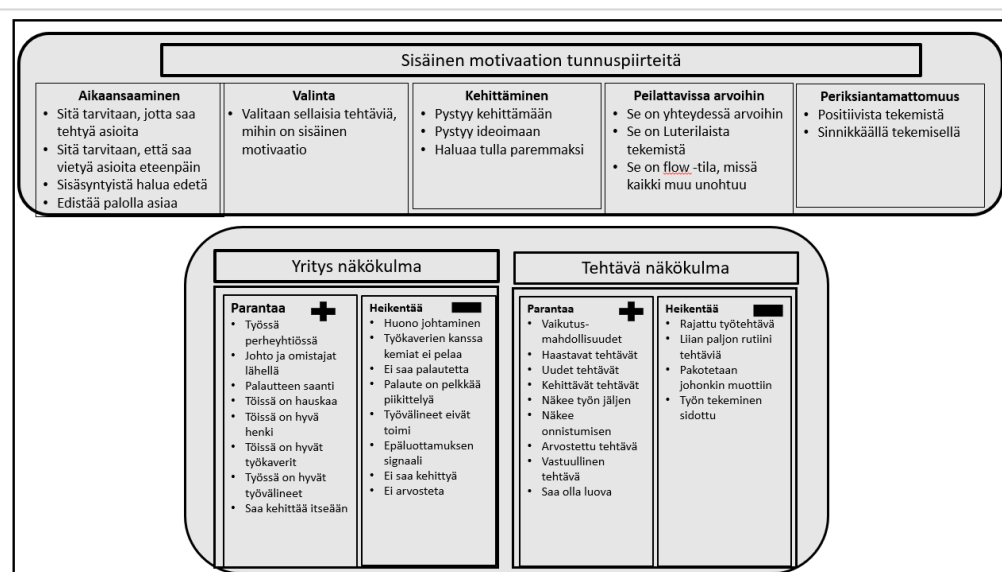 Sisäinen motivaation tunnuspiirteitä
Aikaansaaminen
• Sitä tarvitaan, jotta saa
tehtyä asioita
• Sitä tarvitaan, että saa
vietyä asioita eteenpäin
• Sisäsyntyistä halua edetä
• Edistää palolla asiaa
Valinta
• Valitaan sellaisia tehtäviä,
mihin on sisäinen
motivaatio
Kehittäminen
• Pystyy kehittämään
• Pystyy ideoimaan
• Haluaa tulla paremmaksi
Peilattavissa arvoihin
• Se on yhteydessä arvoihin
• Se on Luterilaista
tekemistä
• Se on flow -tila, missä
kaikki muu unohtuu
Periksiantamattomuus
• Positiivista tekemistä
• Sinnikkäällä tekemisellä
Yritys näkökulma
Parantaa
• Työssä
perheyhtiössä
• Johto ja omistajat
lähellä
• Palautteen saanti
• Töissä on hauskaa
• Töissä on hyvä
henki
• Töissä on hyvät
työkaverit
• Työssä on hyvät
työvälineet
• Saa kehittää itseään
Heikentää
• Huono johtaminen
• Työkaverien kanssa
kemiat ei pelaa
• Ei saa palautetta
• Palaute on pelkkää
piikittelyä
• Työvälineet eivät
toimi
• Epäluottamuksen
signaali
• Ei saa kehittyä
• Ei arvosteta
Tehtävä näkökulma
Parantaa
• Vaikutus-
mahdollisuudet
• Haastavat tehtävät
• Uudet tehtävät
• Kehittävät tehtävät
• Näkee työn jäljen
• Näkee
onnistumisen
• Arvostettu tehtävä
• Vastuullinen
tehtävä
• Saa olla luova
Heikentää
• Rajattu työtehtävä
• Liian paljon rutiini
tehtäviä
• Pakotetaan
johonkin muottiin
• Työn tekeminen
sidottu